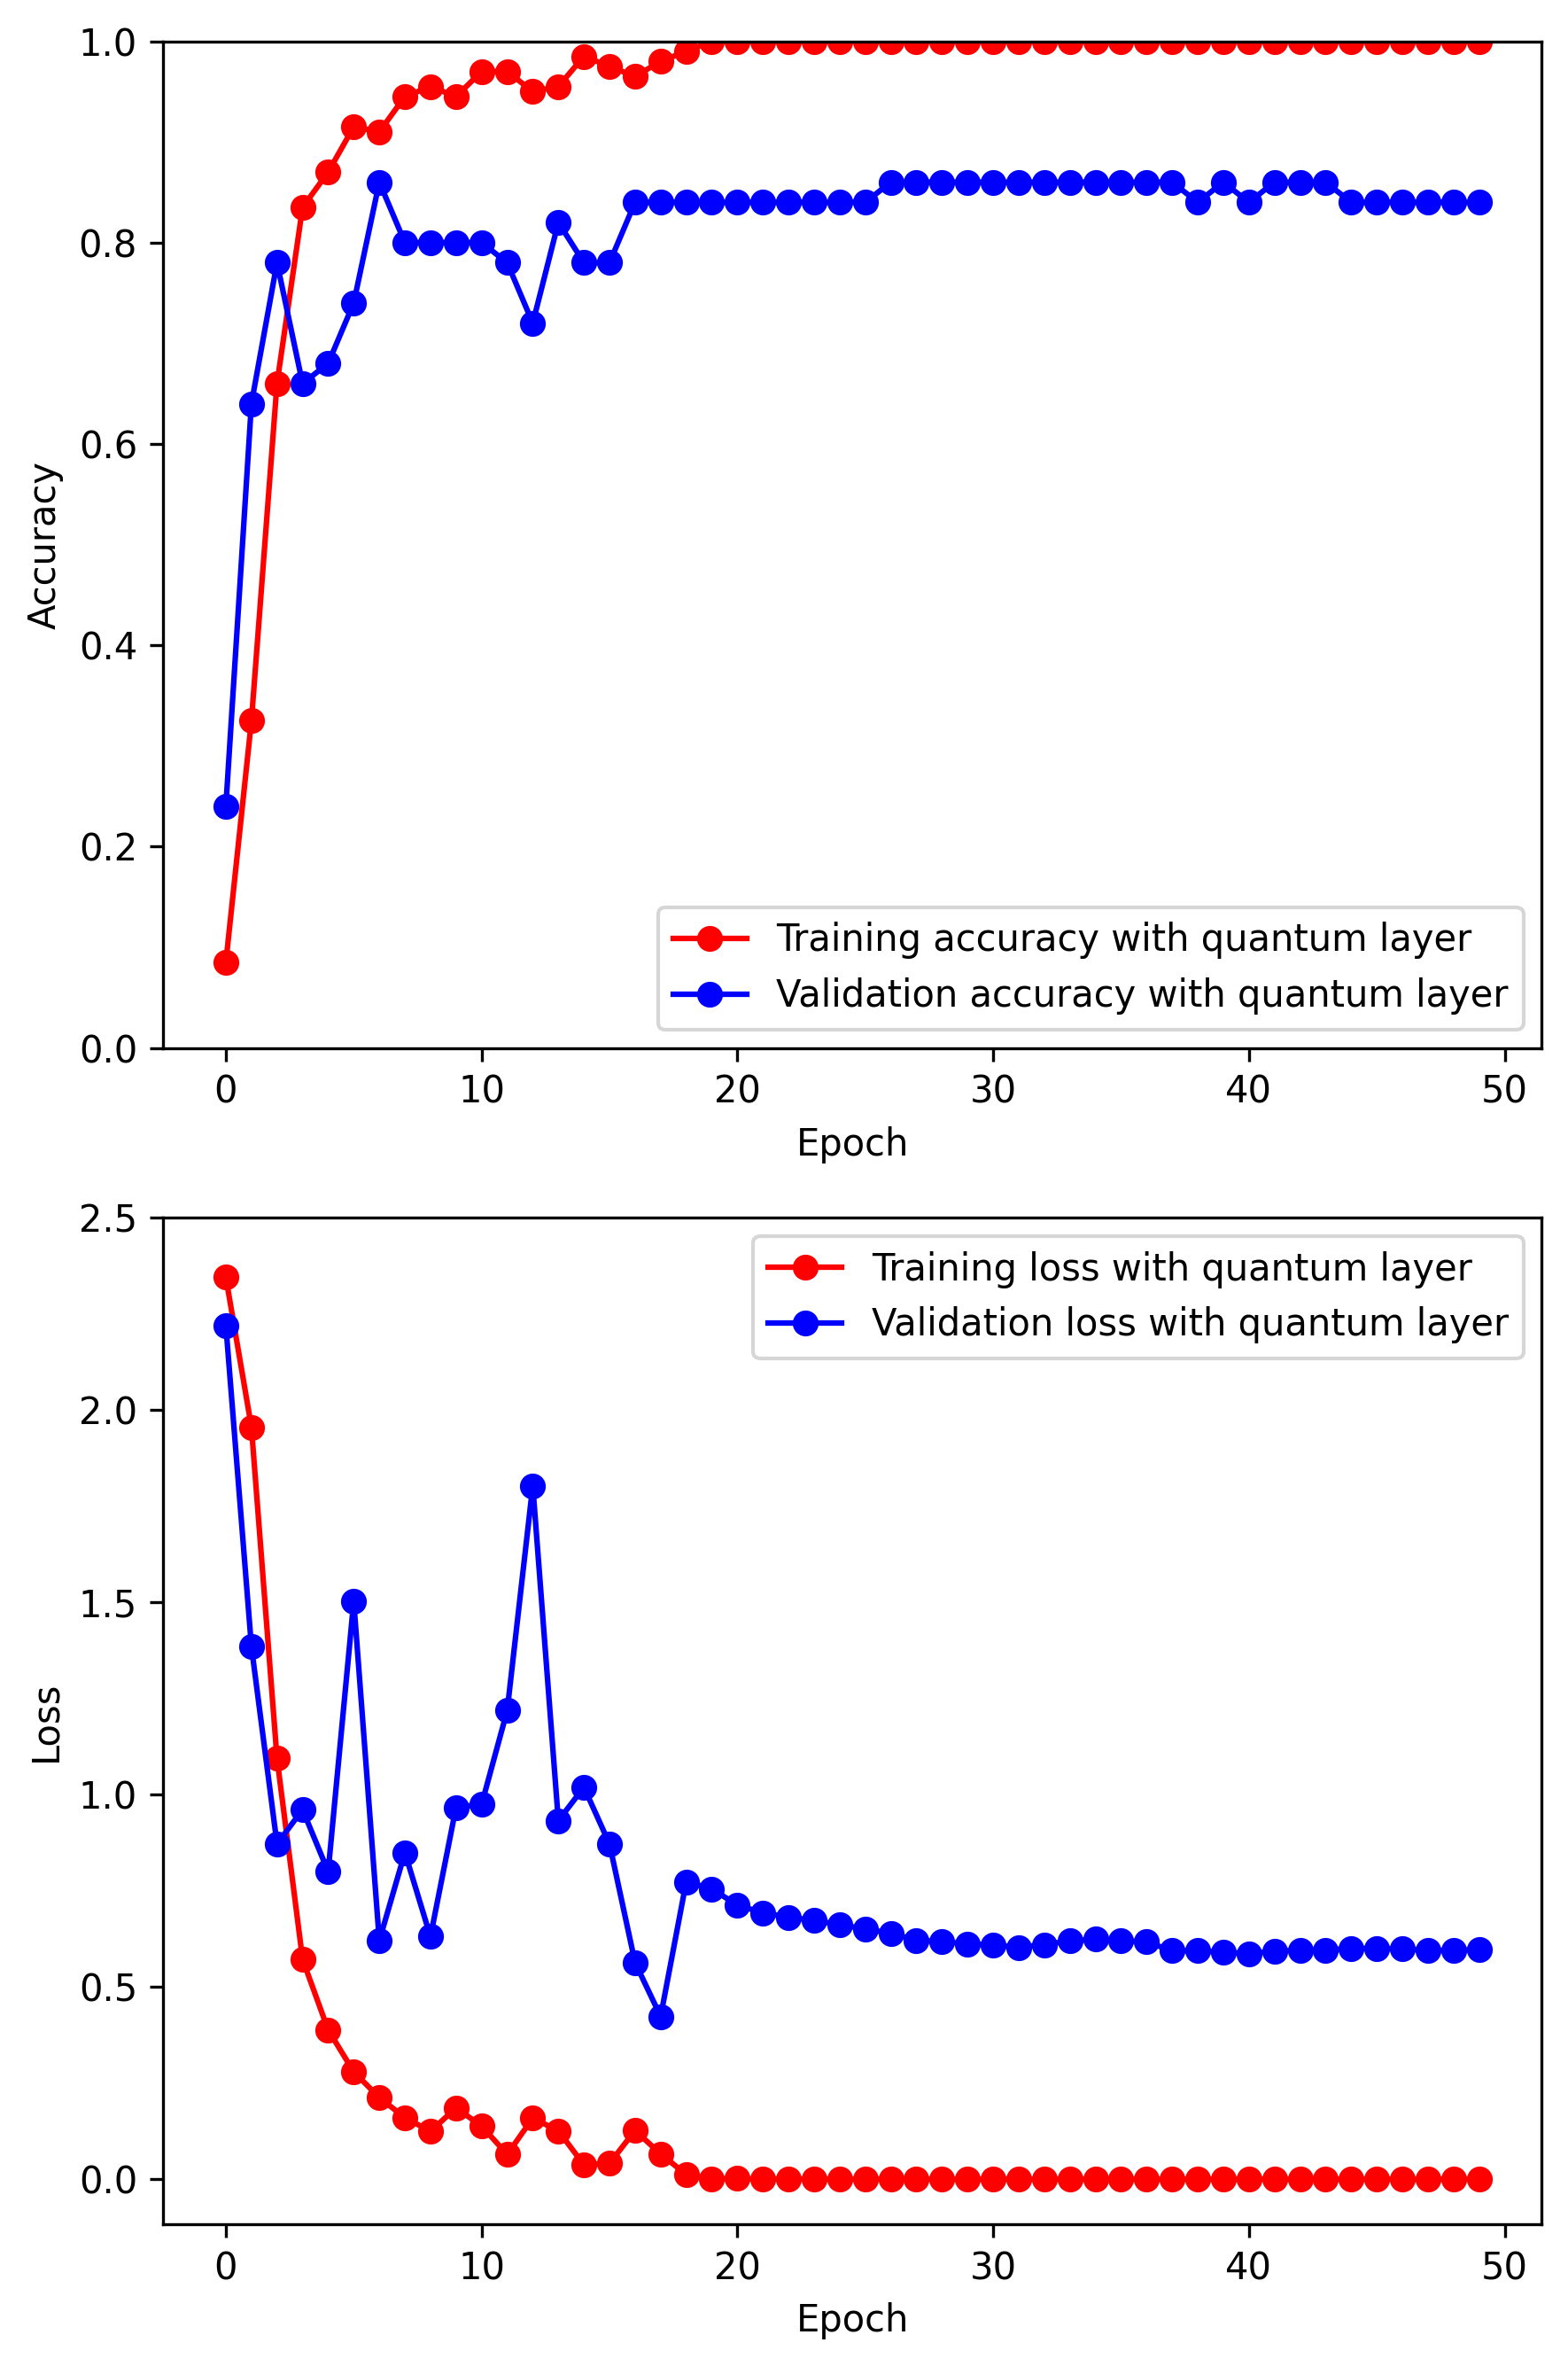 1.0
0.8
0.6
0.4
0.2
0.0
Accuracy
Training accuracy with quantum layer
Validation accuracy with quantum layer
0 10 20 30 40 50
Epoch
2.5
2.0
1.5
1.0
0.5
0.0
Loss
Training loss with quantum layer
Validation loss with quantum layer
0 10 20 30 40 50
Epoch